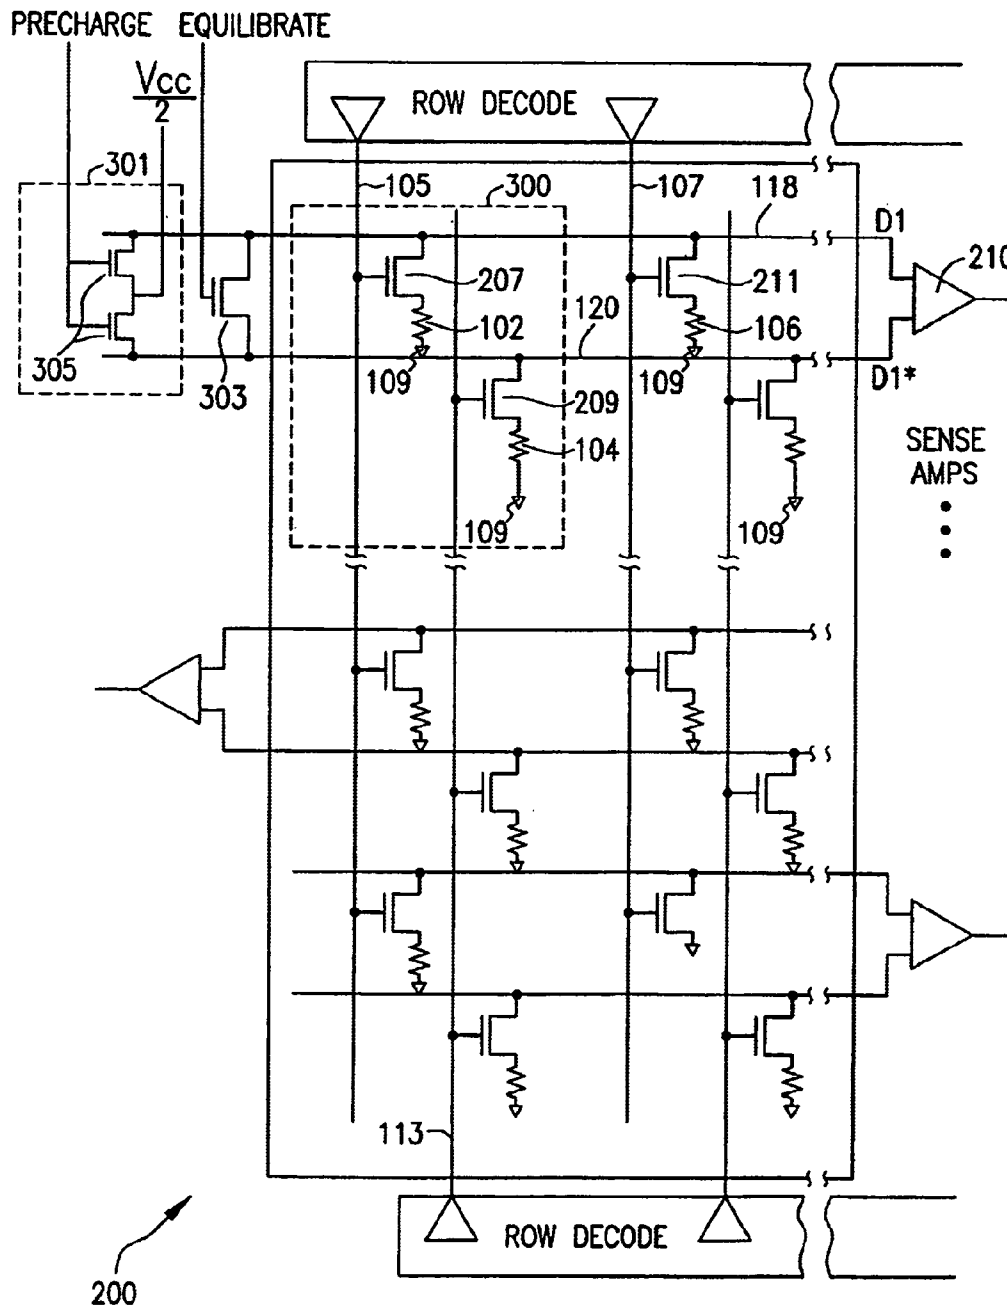 PRECHARGE EQUILIBRATE
Vcc
2
ROW DECODE
301
105
300
107
118
D1
210
207
211
102
120
106
305
303
109
109
D1*
209
104
SENSE
AMPS
109
109
113
ROW DECODE
200